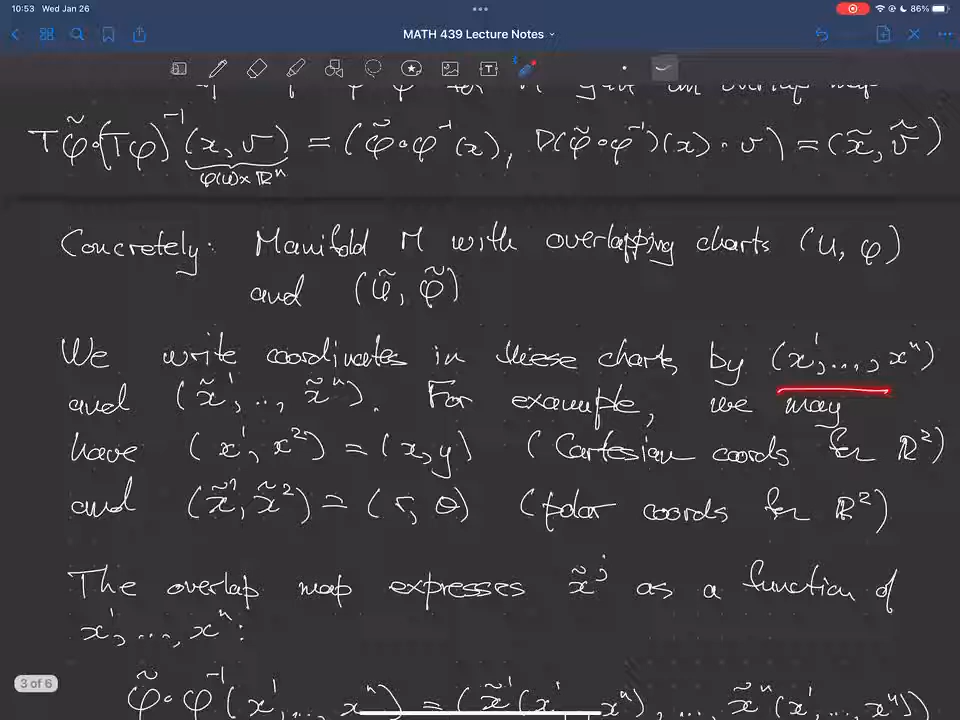 10:53 Wed Jan 26
86%
MATH 439 Lecture Notes
Tφ̃∘(Tφ)⁻¹(x, v) = (φ̃∘φ⁻¹(x), D(φ̃∘φ⁻¹)(x)·v) = (x̃, ṽ)
φ(U)×ℝⁿ
Concretely: Manifold M with overlapping charts (U, φ)
and (Ũ, φ̃)
We write coordinates in these charts by (x¹,...,xⁿ)
and (x̃¹,..,x̃ⁿ). For example, we may
have (x¹, x²) = (x, y) (Cartesian coords for ℝ²)
and (x̃¹, x̃²) = (r, θ) (polar coords for ℝ²)
The overlap map expresses x̃ʲ as a function of
x¹,...,xⁿ:
3 of 6
φ̃∘φ⁻¹(x¹,...,xⁿ) = (x̃¹(x¹,...,xⁿ),...,x̃ⁿ(x¹,...,xⁿ))